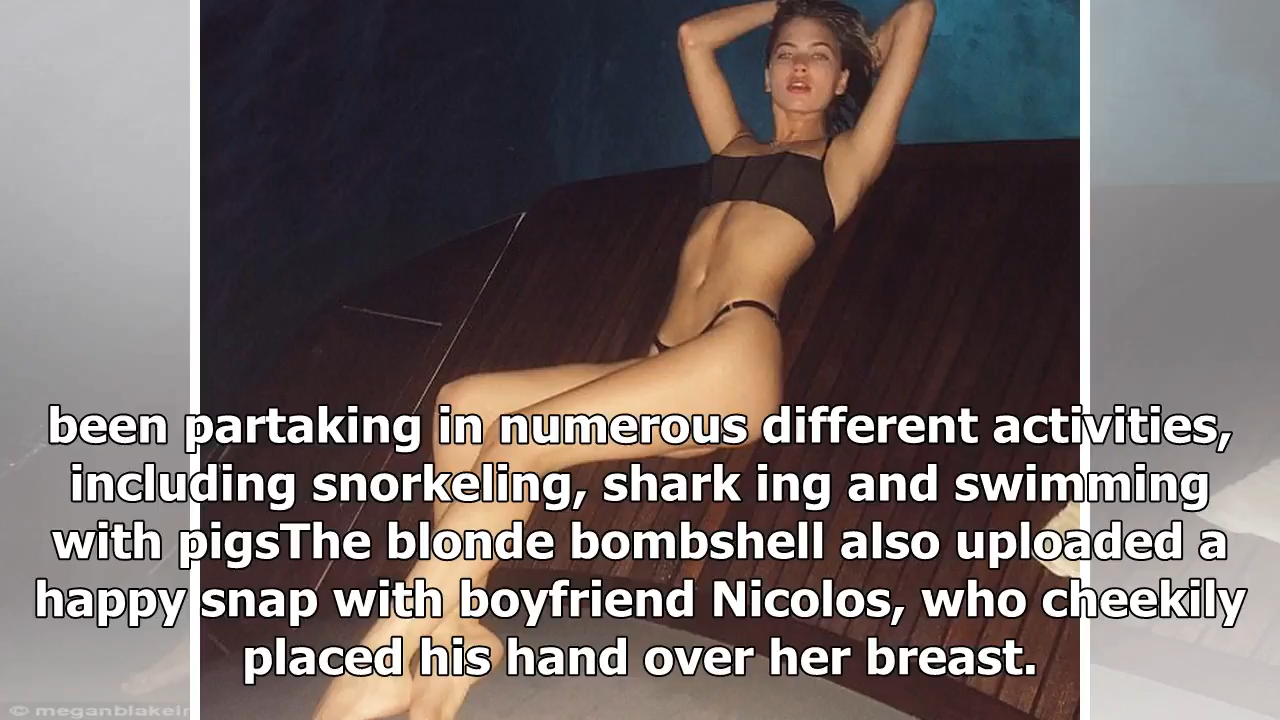 been partaking in numerous different activities,
including snorkeling, shark ing and swimming
with pigsThe blonde bombshell also uploaded a
happy snap with boyfriend Nicolos, who cheekily
placed his hand over her breast.
© meganblakeir